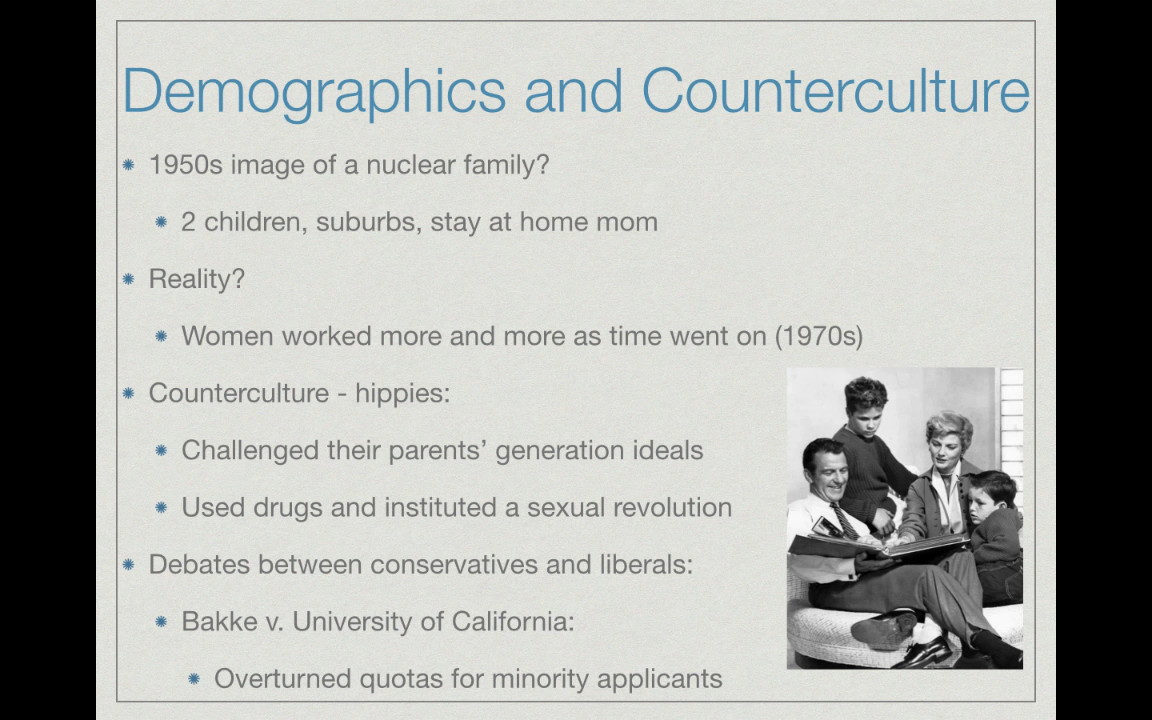 Demographics and Counterculture
1950s image of a nuclear family?
2 children, suburbs, stay at home mom
Reality?
Women worked more and more as time went on (1970s)
Counterculture - hippies:
Challenged their parents’ generation ideals
Used drugs and instituted a sexual revolution
Debates between conservatives and liberals:
Bakke v. University of California:
Overturned quotas for minority applicants